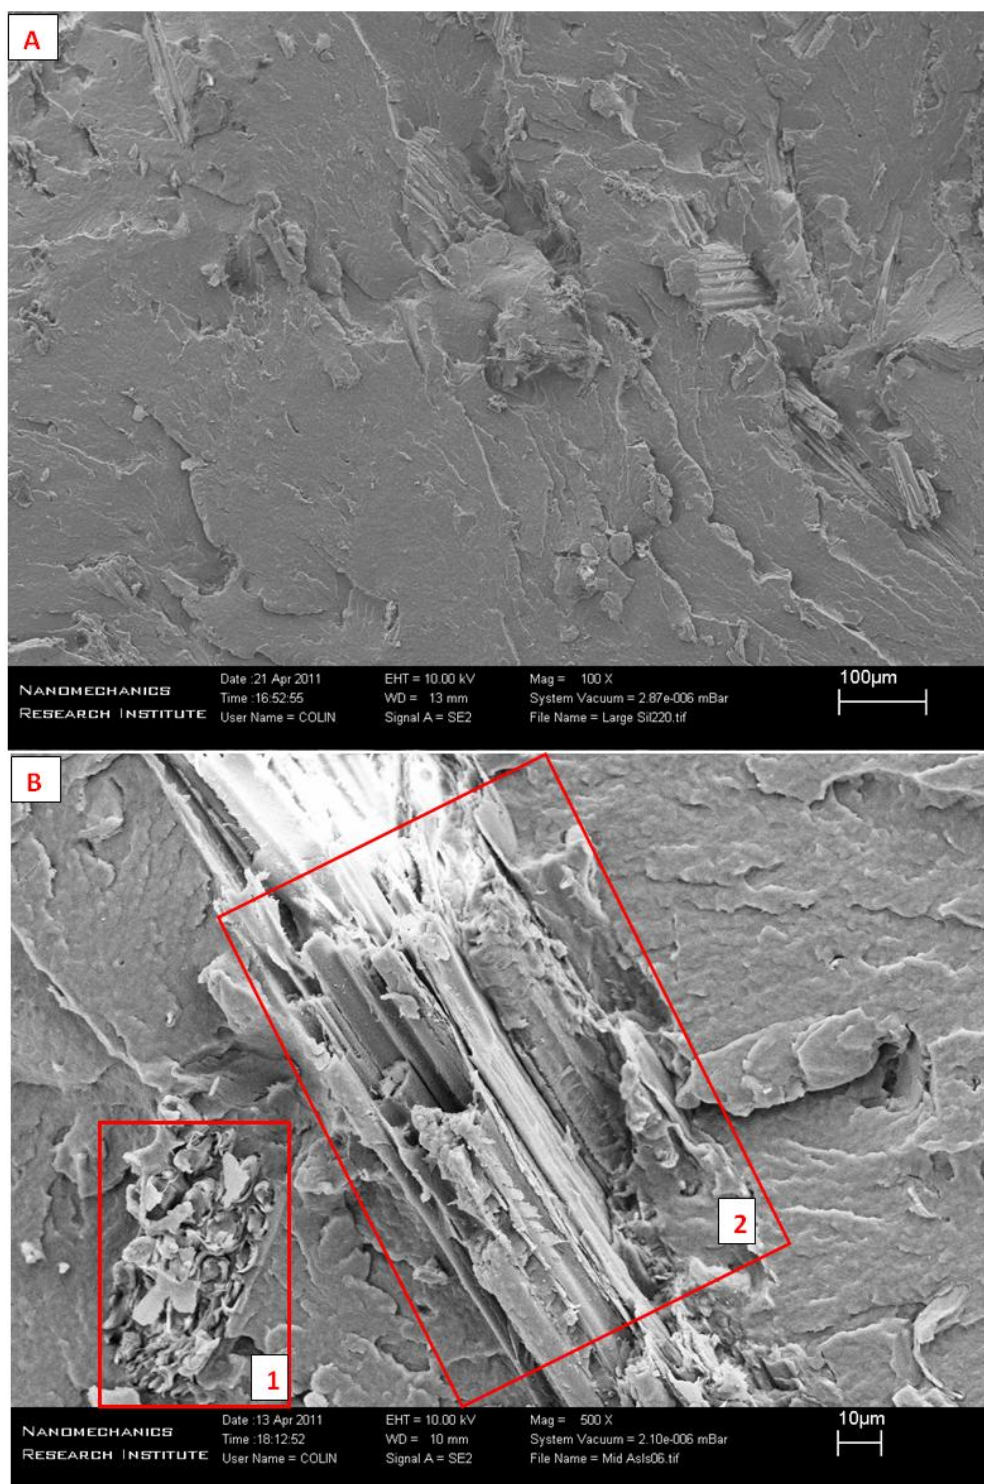 A
100µm
NANOMECHANICS
RESEARCH INSTITUTE
Date :21 Apr 2011
Time :16:52:55
User Name = COLIN
EHT = 10.00 kV
WD = 13 mm
Signal A = SE2
Mag = 100 X
System Vacuum = 2.87e-006 mBar
File Name = Large Sil220.tif
B
2
1
10µm
NANOMECHANICS
RESEARCH INSTITUTE
Date :13 Apr 2011
Time :18:12:52
User Name = COLIN
EHT = 10.00 kV
WD = 10 mm
Signal A = SE2
Mag = 500 X
System Vacuum = 2.10e-006 mBar
File Name = Mid AsIs06.tif